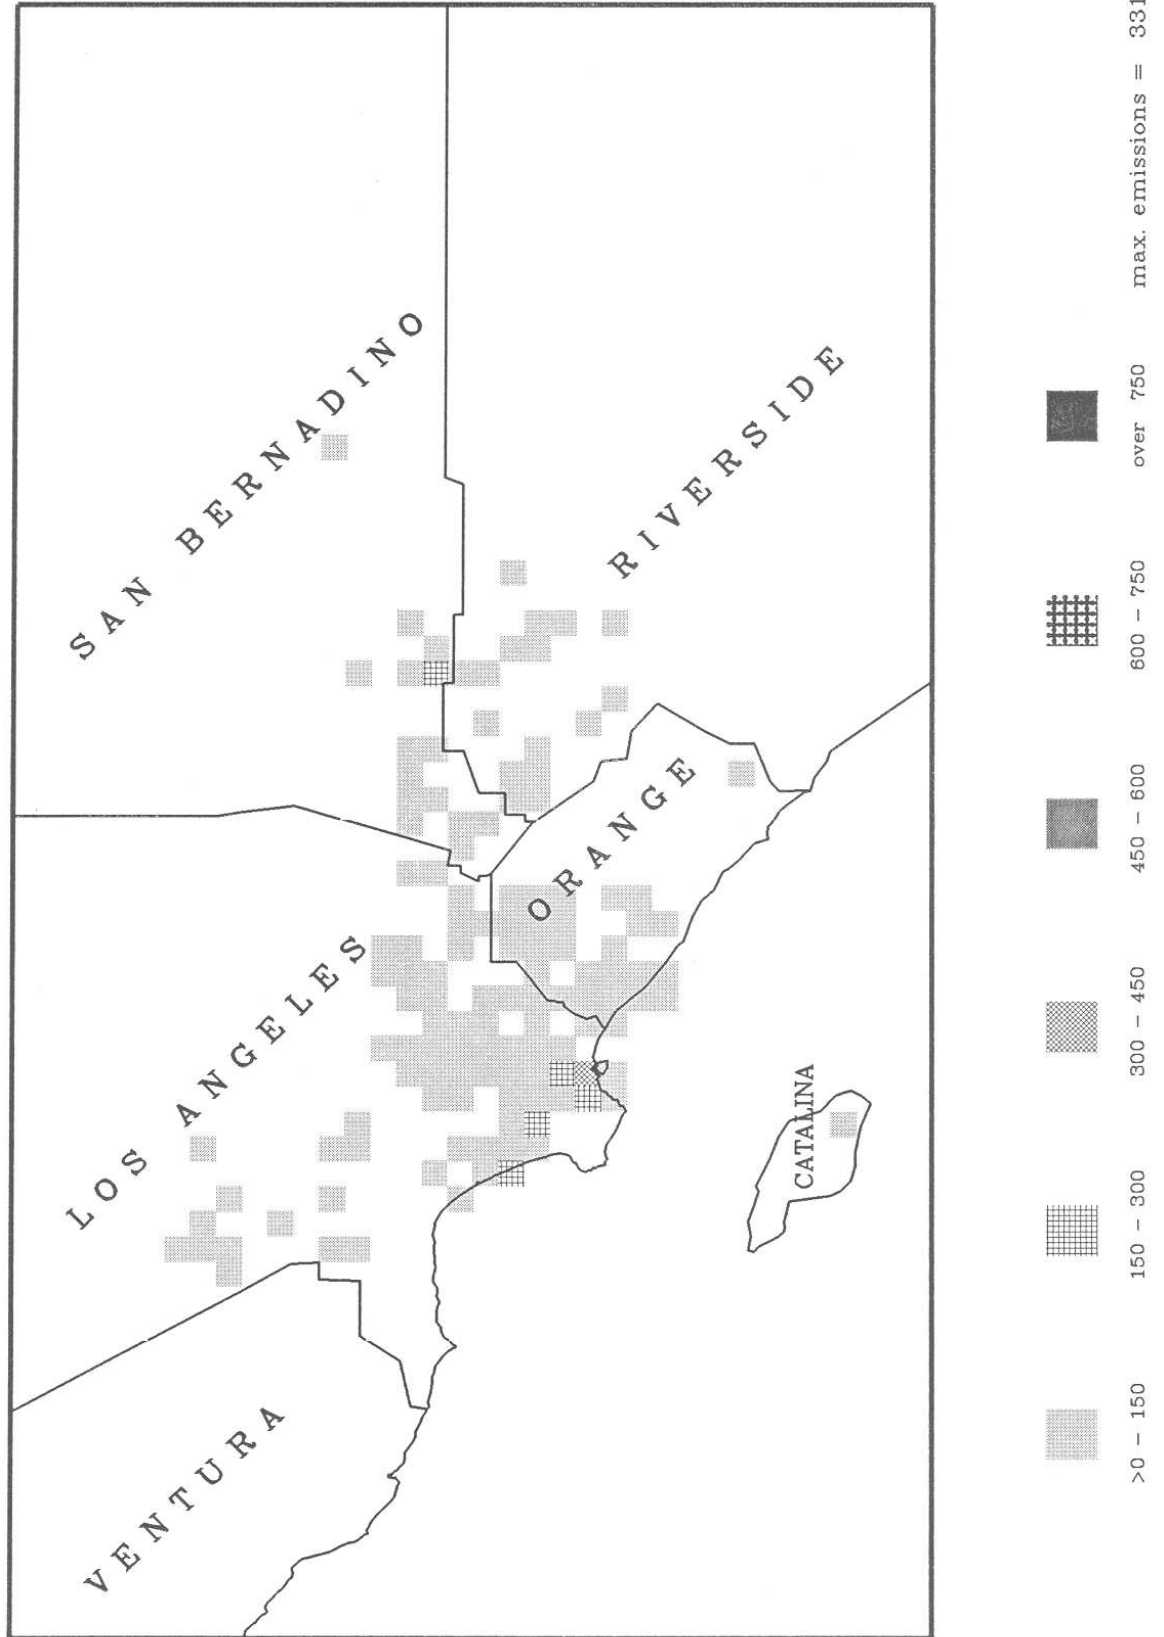 SAN BERNADINO
LOS ANGELES
VENTURA
RIVERSIDE
ORANGE
CATALINA
>0 - 150
150 - 300
300 - 450
450 - 600
600 - 750
over 750
max. emissions = 331